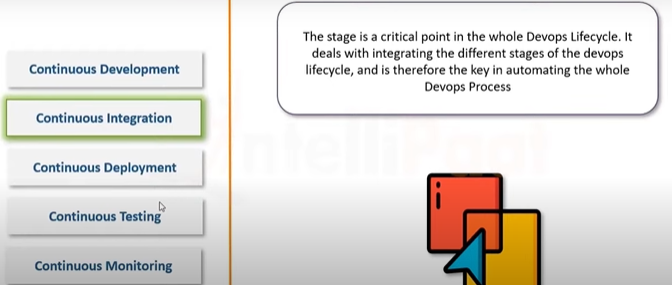 Continuous Development
Continuous Integration
Continuous Deployment
Continuous Testing
Continuous Monitoring
The stage is a critical point in the whole Devops Lifecycle. It
deals with integrating the different stages of the devops
lifecycle, and is therefore the key in automating the whole
Devops Process
IntelliPaat
i